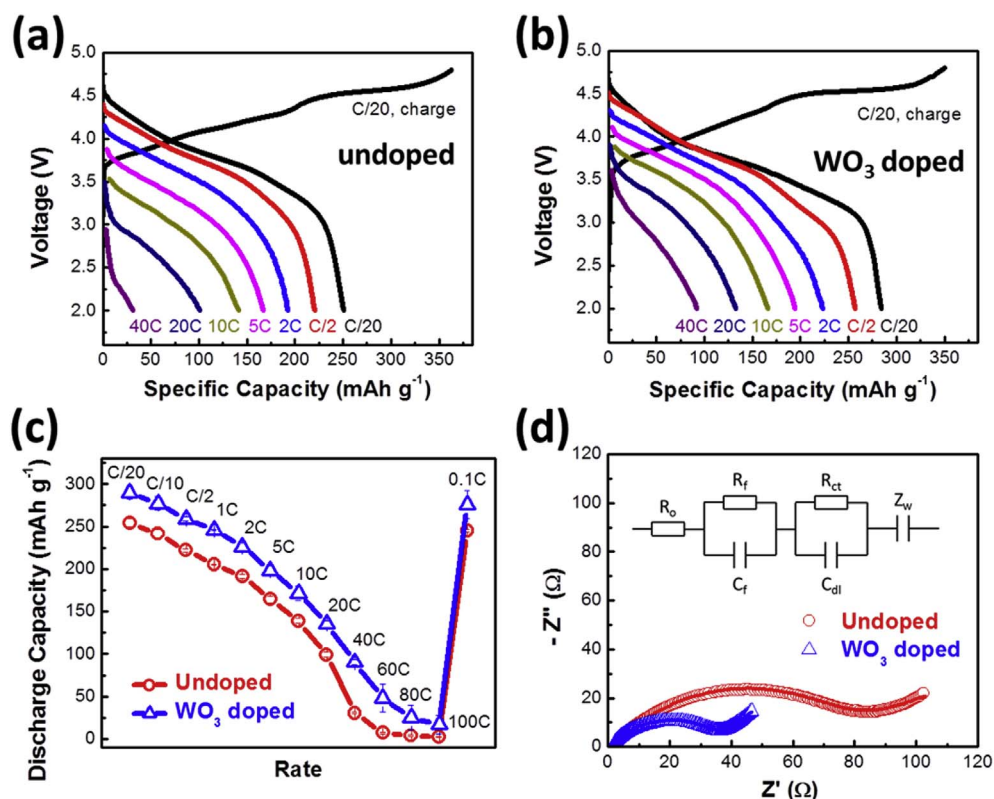 (a)
5.0
4.5
4.0
3.5
3.0
2.5
2.0
Voltage (V)
C/20, charge
undoped
40C 20C 10C 5C 2C C/2 C/20
0 50 100 150 200 250 300 350
Specific Capacity (mAh g⁻¹)
(b)
5.0
4.5
4.0
3.5
3.0
2.5
2.0
Voltage (V)
C/20, charge
WO₃ doped
40C 20C 10C 5C 2C C/2 C/20
0 50 100 150 200 250 300 350
Specific Capacity (mAh g⁻¹)
(c)
300
250
200
150
100
50
0
Discharge Capacity (mAh g⁻¹)
C/20
C/10
C/2
1C
2C
5C
10C
20C
40C
60C
80C
100C
0.1C
Undoped
WO₃ doped
Rate
(d)
120
100
80
60
40
20
0
- Z'' (Ω)
Rₒ
R_f
C_f
R_ct
C_dl
Z_w
Undoped
WO₃ doped
0 20 40 60 80 100 120
Z' (Ω)